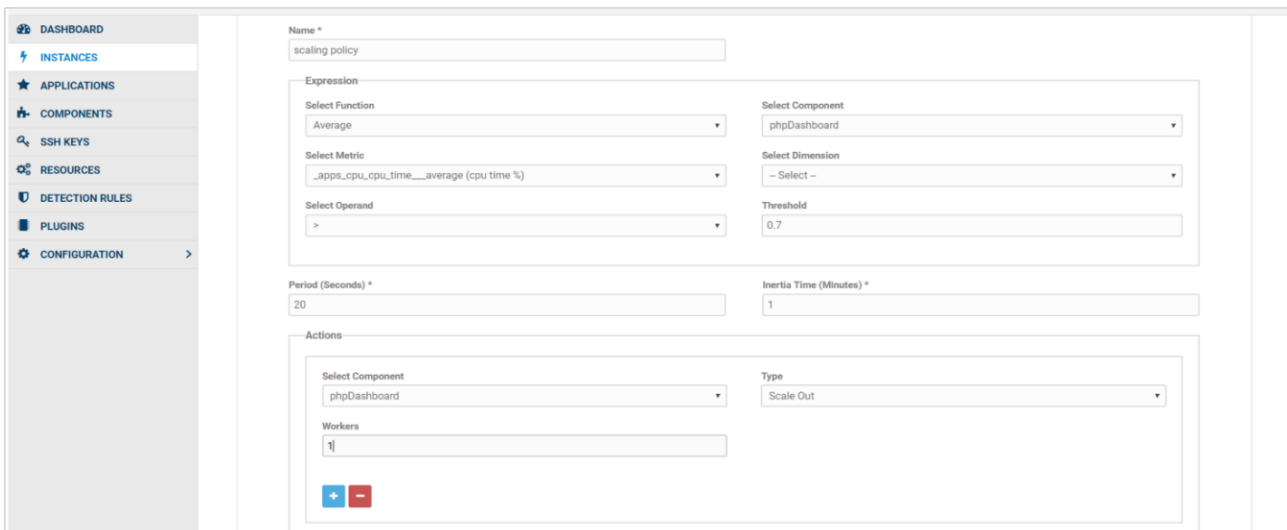 DASHBOARD
INSTANCES
APPLICATIONS
COMPONENTS
SSH KEYS
RESOURCES
DETECTION RULES
PLUGINS
CONFIGURATION
Name *
scaling policy
Expression
Select Function Select Component
Average phpDashboard
Select Metric Select Dimension
_apps_cpu_cpu_time___average (cpu time %) -- Select --
Select Operand Threshold
> 0.7
Period (Seconds) * Inertia Time (Minutes) *
20 1
Actions
Select Component Type
phpDashboard Scale Out
Workers
1
+ −